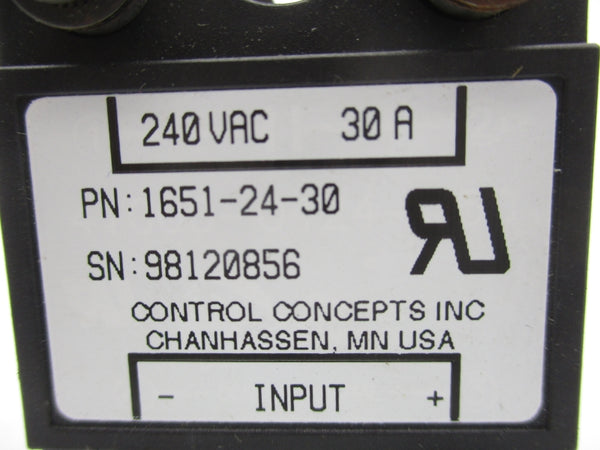 240 VAC 30 A
PN: 1651-24-30
SN: 98120856
CONTROL CONCEPTS INC
CHANHASSEN, MN USA
- INPUT +